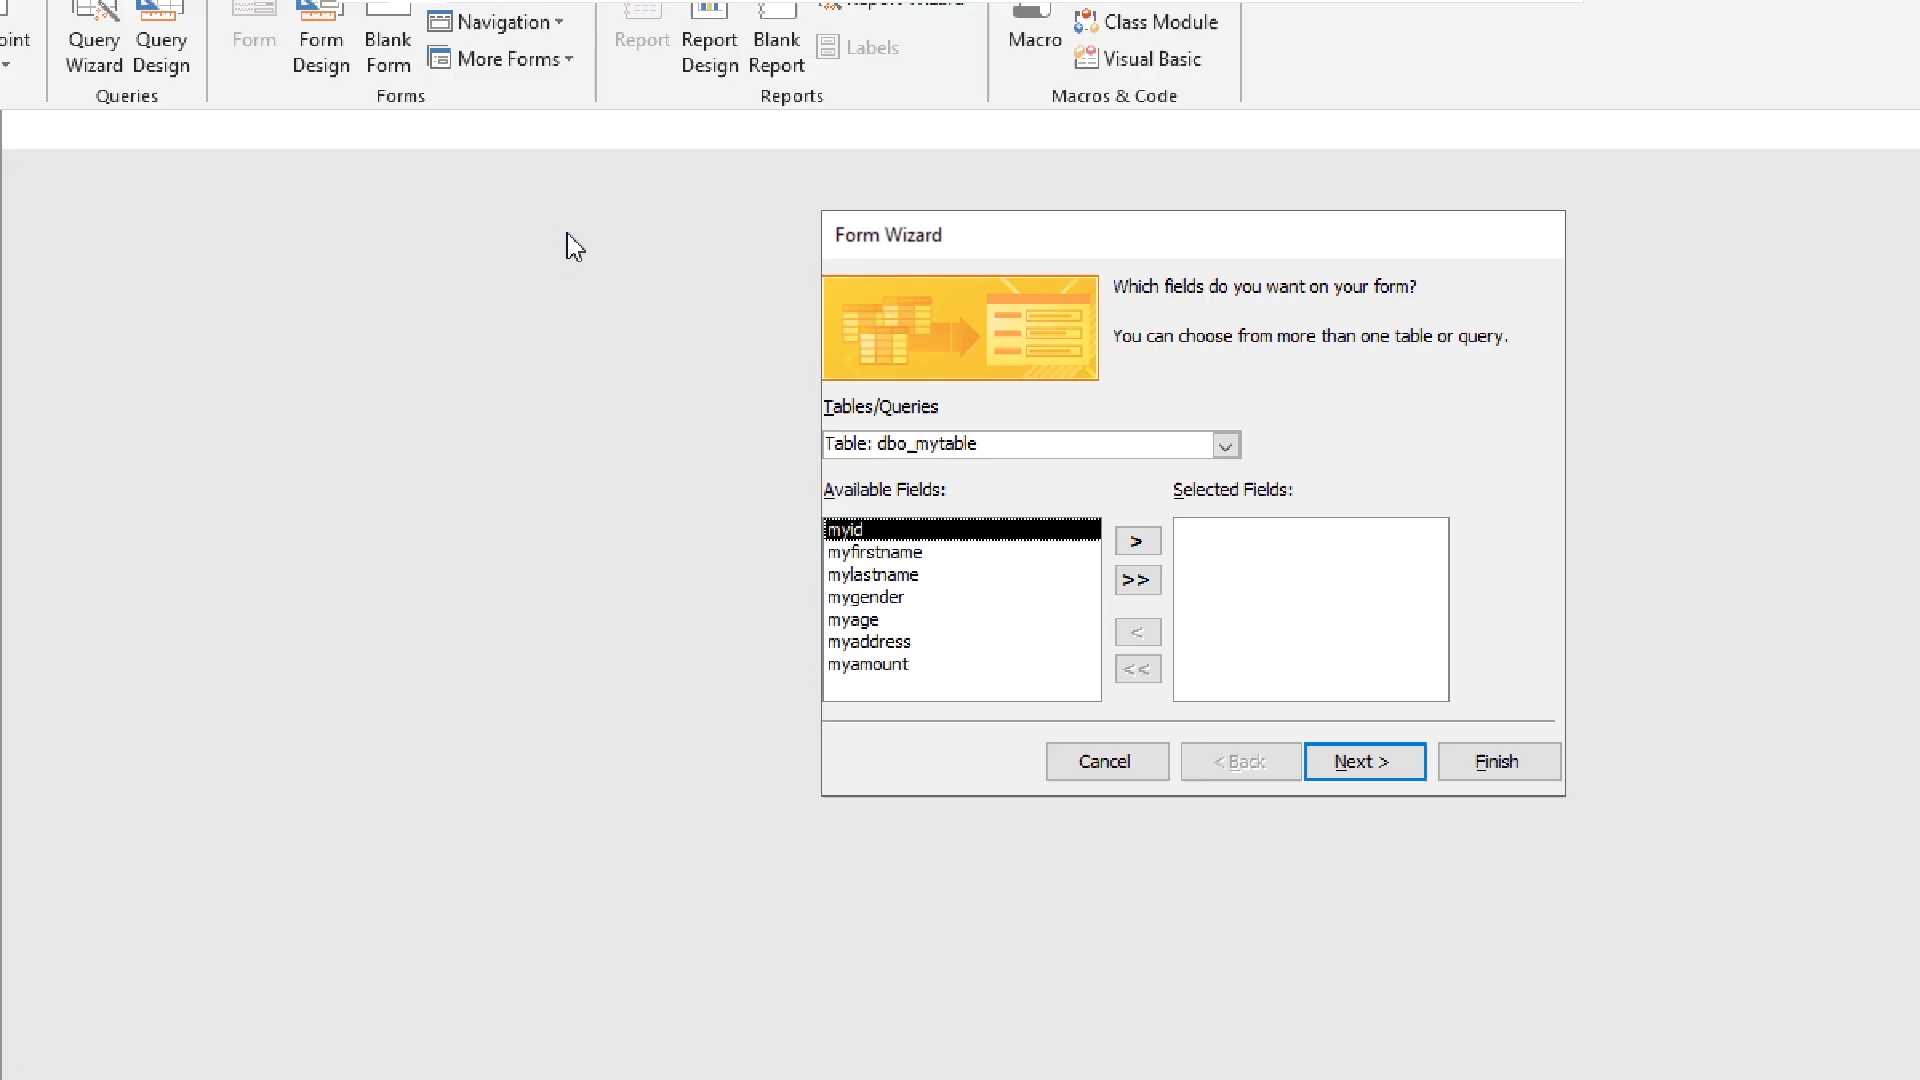 oint
Query Wizard
Query Design
Queries
Form
Form Design
Blank Form
Navigation
More Forms
Forms
Report
Report Design
Blank Report
Labels
Reports
Macro
Class Module
Visual Basic
Macros & Code
Form Wizard
Which fields do you want on your form?
You can choose from more than one table or query.
Tables/Queries
Table: dbo_mytable
Available Fields:
Selected Fields:
myid
myfirstname
mylastname
mygender
myage
myaddress
myamount
>
>>
<
<<
Cancel
< Back
Next >
Finish